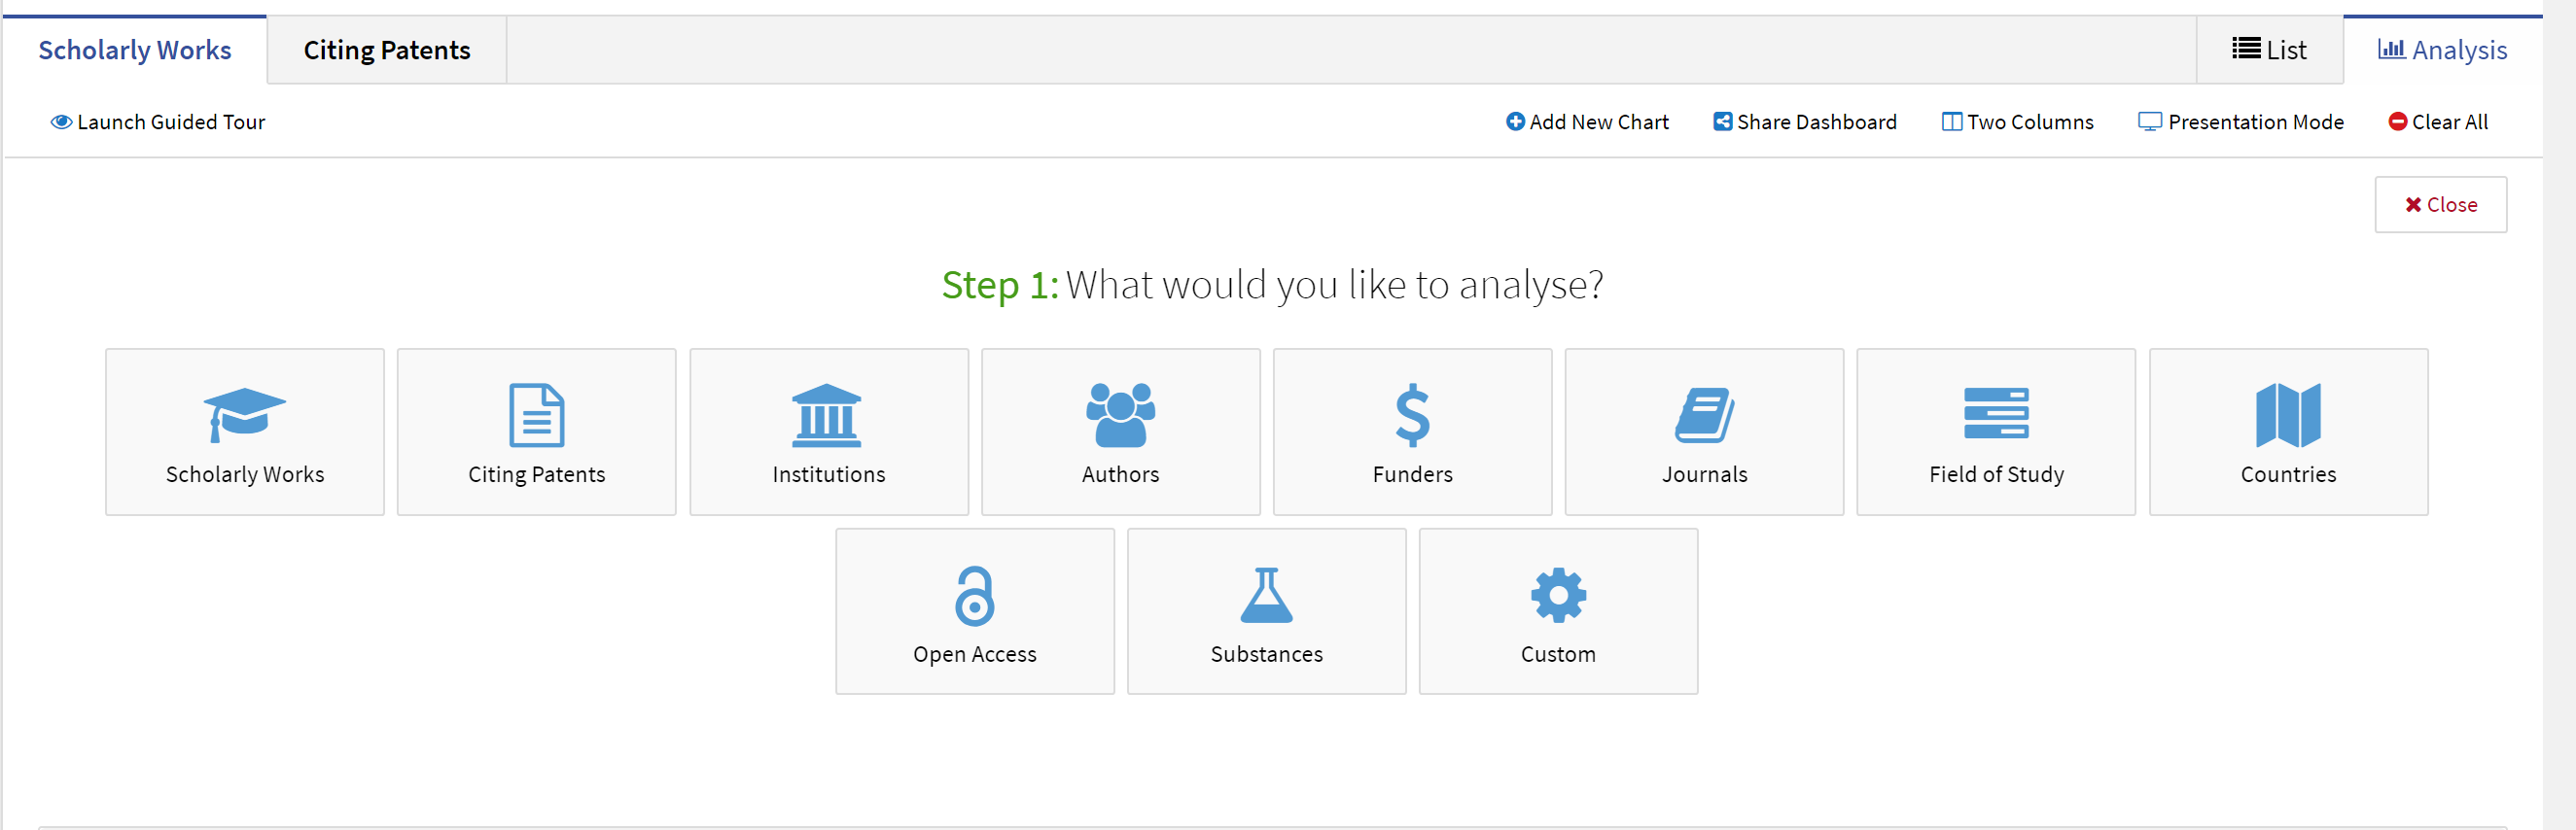 Scholarly Works Citing Patents List Analysis
Launch Guided Tour Add New Chart Share Dashboard Two Columns Presentation Mode Clear All
Close
Step 1: What would you like to analyse?
Scholarly Works Citing Patents Institutions Authors Funders Journals Field of Study Countries
Open Access Substances Custom